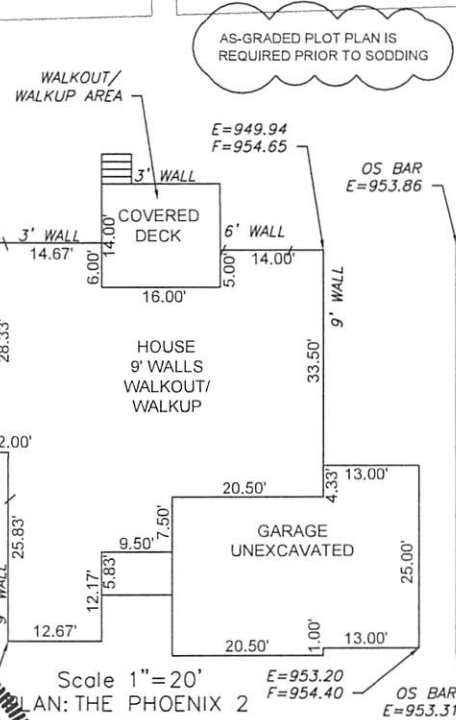 AS-GRADED PLOT PLAN IS
REQUIRED PRIOR TO SODDING
WALKOUT/
WALKUP AREA
E=949.94
F=954.65
OS BAR
E=953.86
3' WALL
COVERED
DECK
14.00'
3' WALL
14.67'
6.00'
6' WALL
5.00'
14.00'
16.00'
9' WALL
28.33'
HOUSE
9' WALLS
WALKOUT/
WALKUP
33.50'
2.00'
13.00'
4.33'
20.50'
7.50'
GARAGE
UNEXCAVATED
25.83'
9.50'
25.00'
12.17'
5.83'
9' WALL
12.67'
20.50'
1.00'
13.00'
Scale 1"=20'
PLAN: THE PHOENIX 2
E=953.20
F=954.40
OS BAR
E=953.31